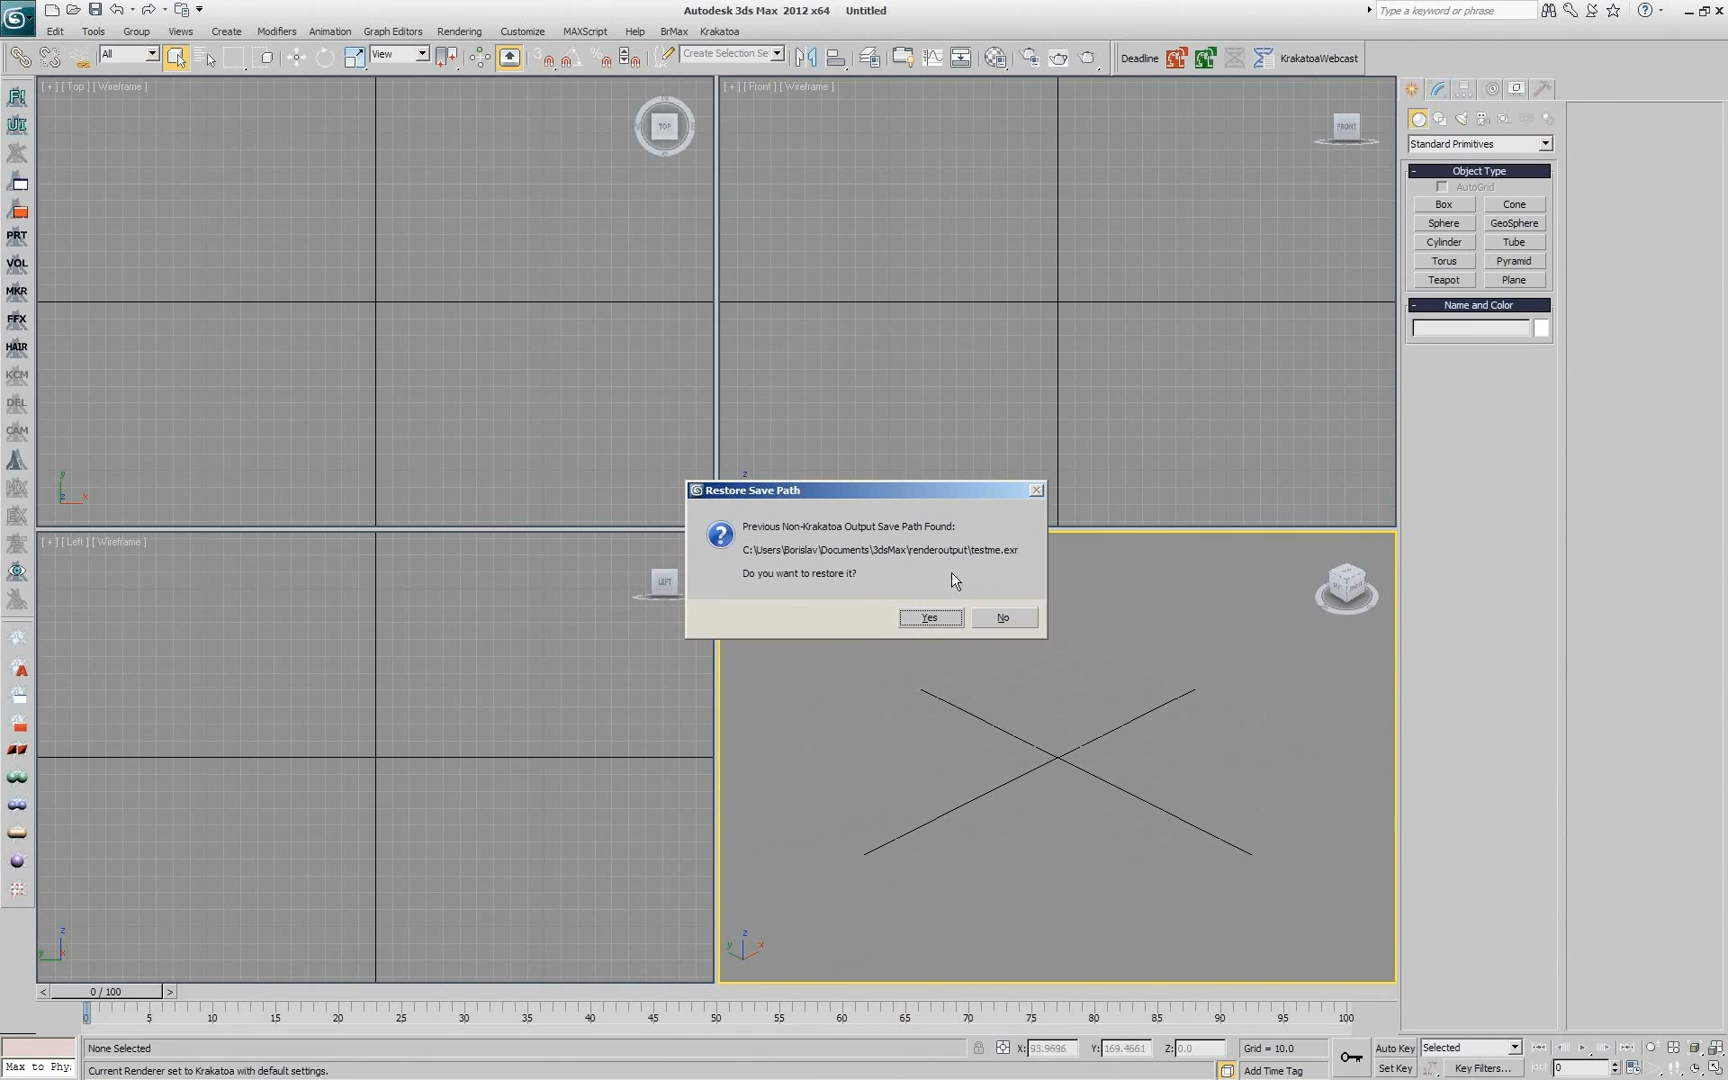 Autodesk 3ds Max 2012 x64 Untitled
Type a keyword or phrase
Edit Tools Group Views Create Modifiers Animation Graph Editors Rendering Customize MAXScript Help BrMax Krakatoa
All View Create Selection Se Deadline KrakatoaWebcast
[ + ] [ Top ] [ Wireframe ]
[ + ] [ Front ] [ Wireframe ]
TOP
FRONT
Standard Primitives
- Object Type
AutoGrid
Box Cone
Sphere GeoSphere
Cylinder Tube
Torus Pyramid
Teapot Plane
- Name and Color
F!
UI
PRT
VOL
MKR
FFX
HAIR
KCM
DEL
CAM
MIX
EX
y
z x
z
Restore Save Path
Previous Non-Krakatoa Output Save Path Found:
C:\Users\Borislav\Documents\3dsMax\renderoutput\testme.exr
Do you want to restore it?
Yes No
[ + ] [ Left ] [ Wireframe ]
LEFT
z
y x
z
y x
< 0 / 100 >
0 5 10 15 20 25 30 35 40 45 50 55 60 65 70 75 80 85 90 95 100
None Selected X: 93.9696 Y: 169.4661 Z: 0.0 Grid = 10.0 Auto Key Selected
Max to Phy. Current Renderer set to Krakatoa with default settings. Add Time Tag Set Key Key Filters... 0